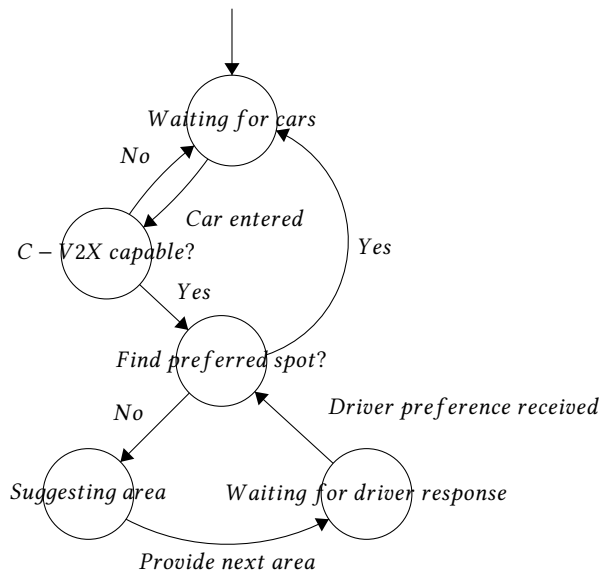 Waiting for cars
No
Car entered
C – V2X capable?
Yes
Yes
Find preferred spot?
No
Driver preference received
Suggesting area
Waiting for driver response
Provide next area